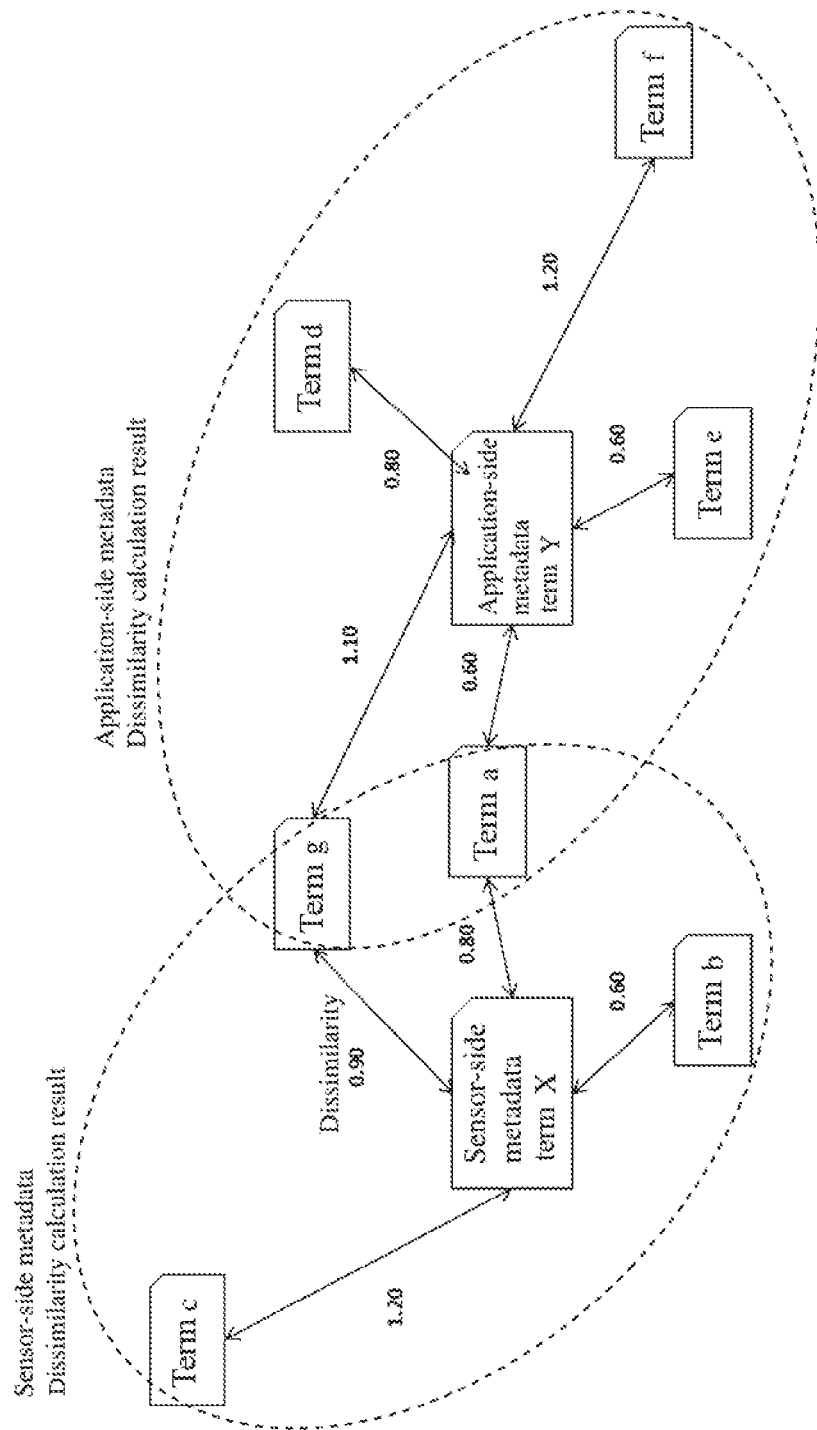 Sensor-side metadata
Dissimilarity calculation result
Application-side metadata
Dissimilarity calculation result
Term c
1.20
Term g
Dissimilarity
0.90
1.10
Term d
0.80
Sensor-side
metadata
term X
0.80
Term a
0.60
Application-side
metadata
term Y
1.20
Term f
0.60
Term b
0.60
Term e